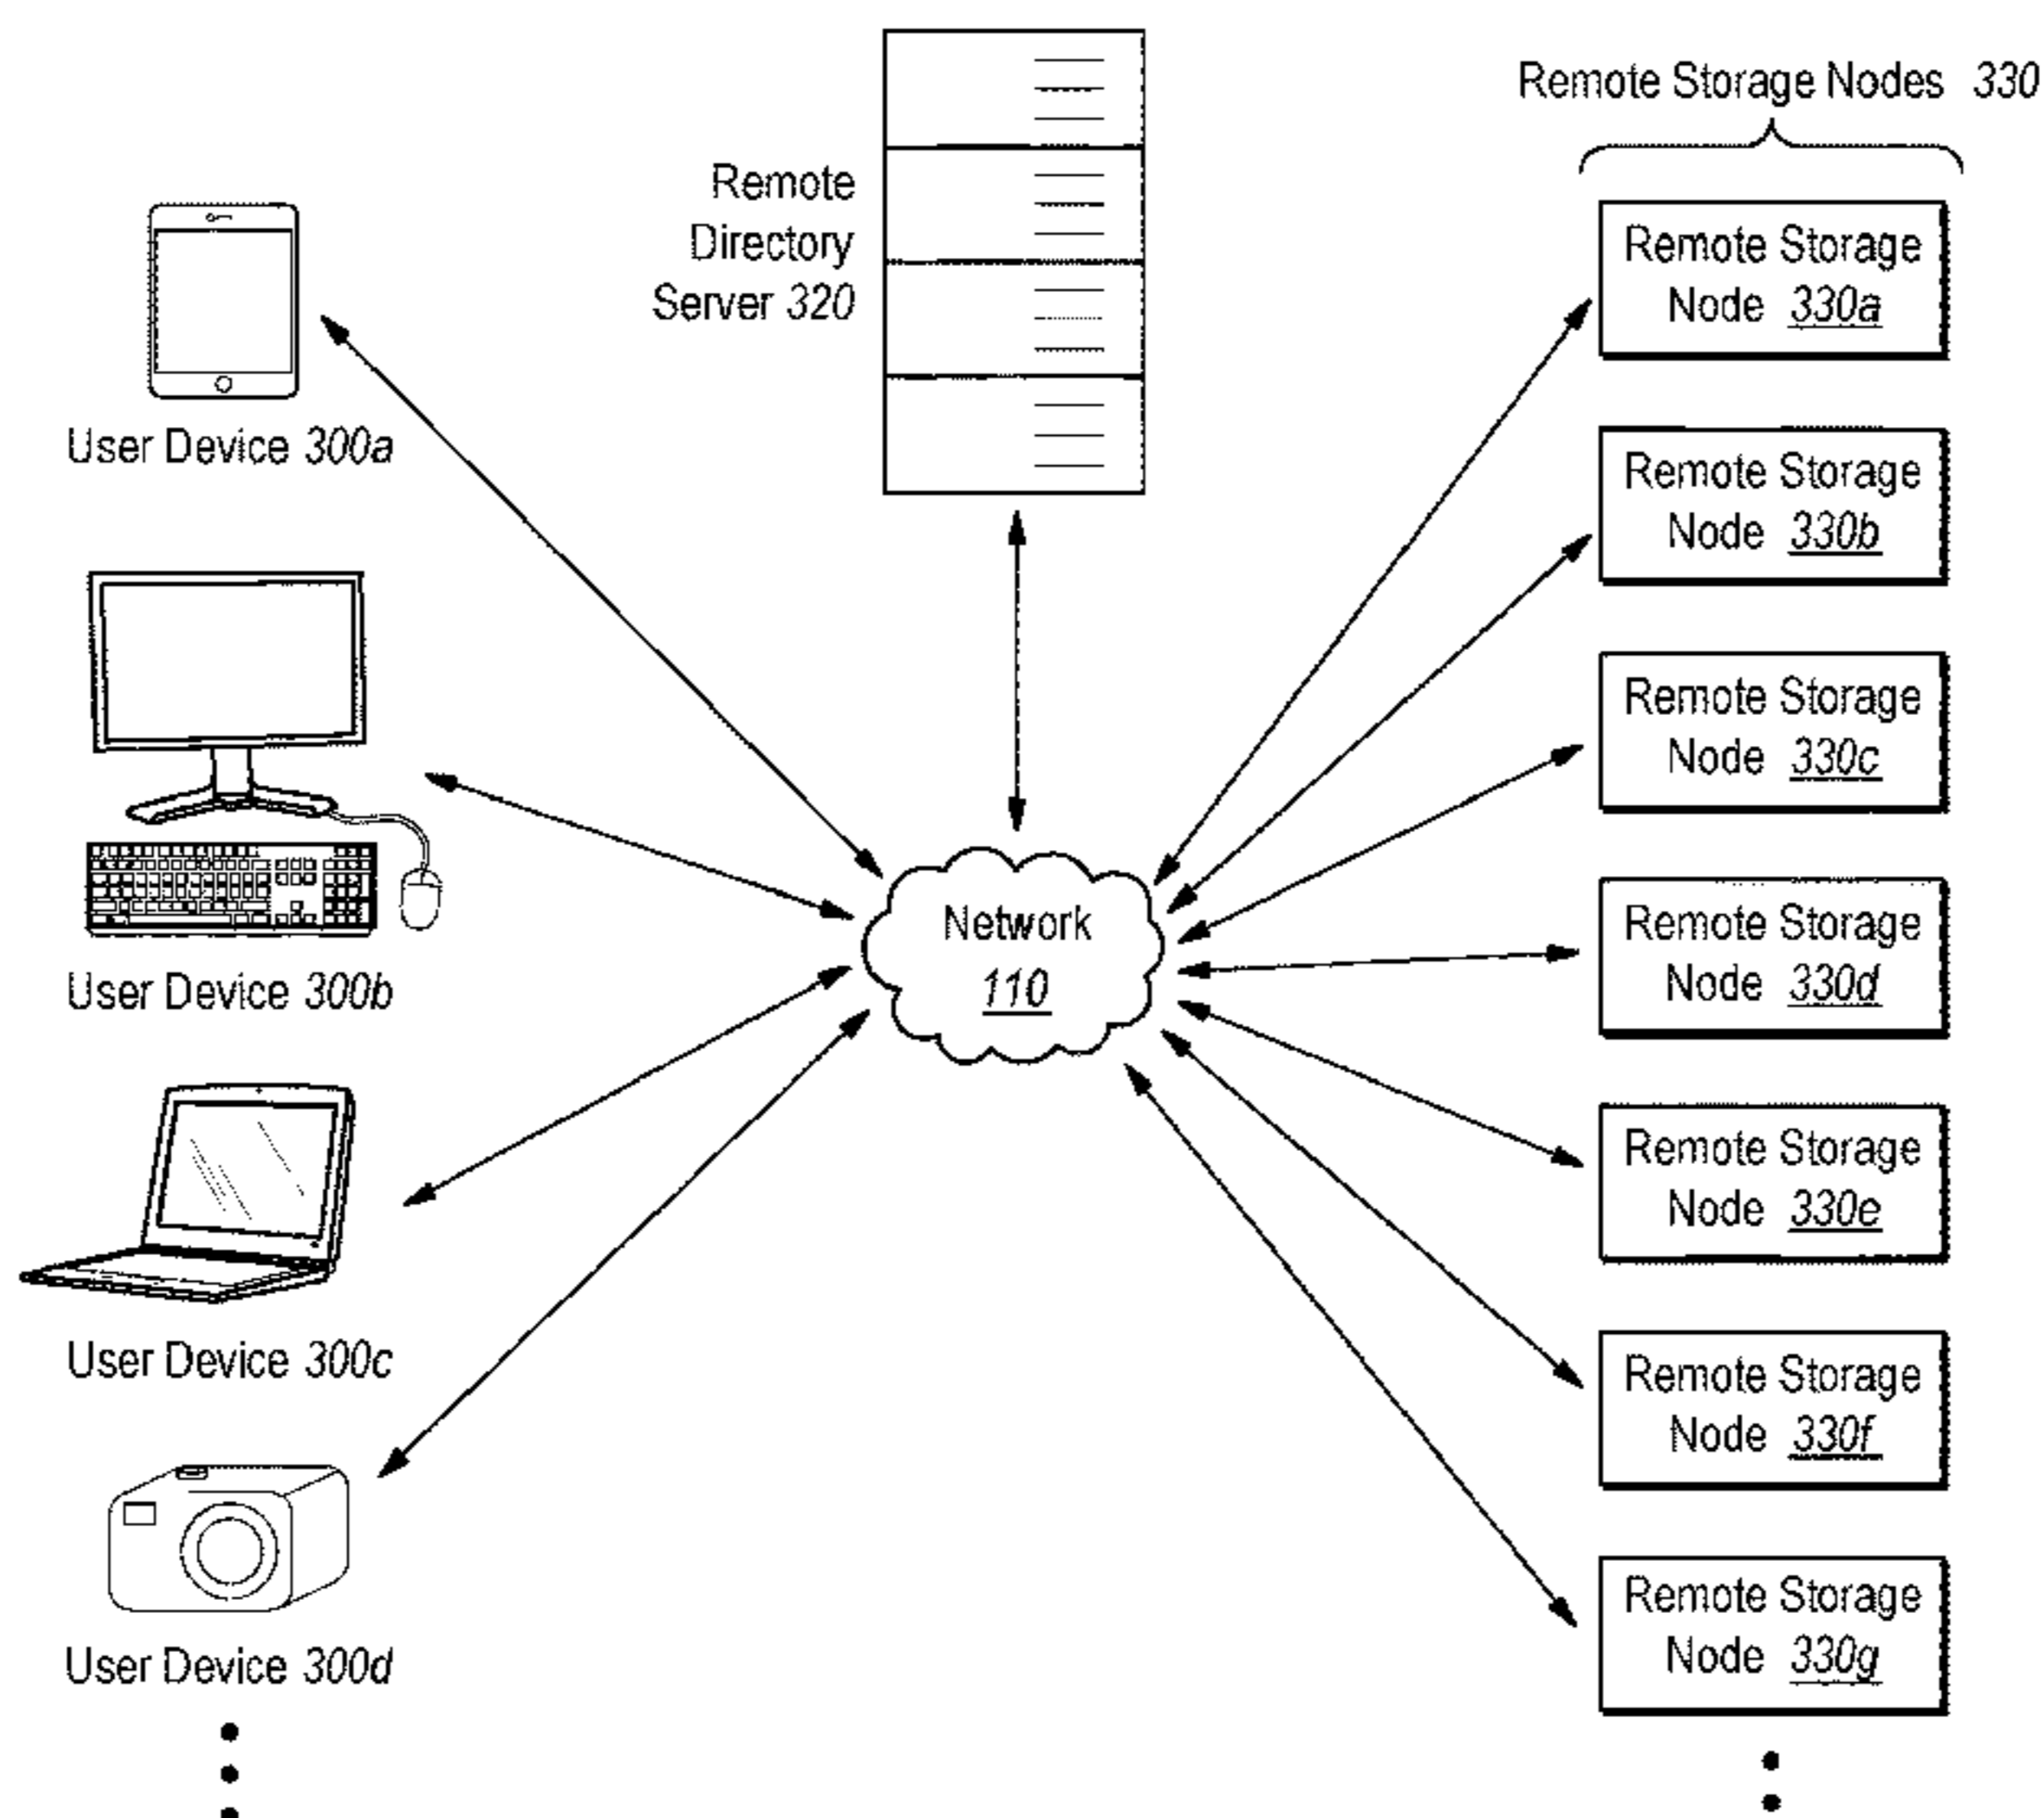 Remote Storage Nodes 330
Remote
Directory
Server 320
User Device 300a
User Device 300b
User Device 300c
User Device 300d
Network
110
Remote Storage
Node 330a
Remote Storage
Node 330b
Remote Storage
Node 330c
Remote Storage
Node 330d
Remote Storage
Node 330e
Remote Storage
Node 330f
Remote Storage
Node 330g